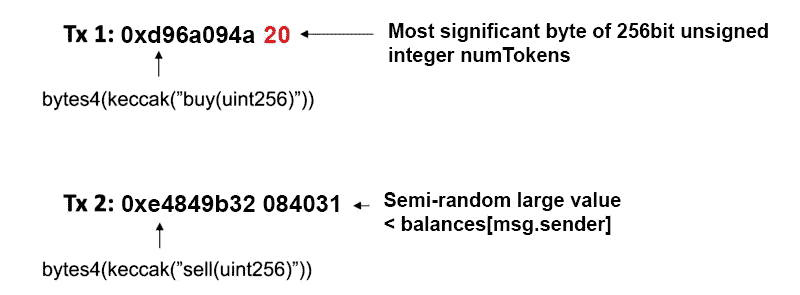 Tx 1: 0xd96a094a 20
Most significant byte of 256bit unsigned
integer numTokens
bytes4(keccak(”buy(uint256)”))
Tx 2: 0xe4849b32 084031
Semi-random large value
< balances[msg.sender]
bytes4(keccak(”sell(uint256)”))